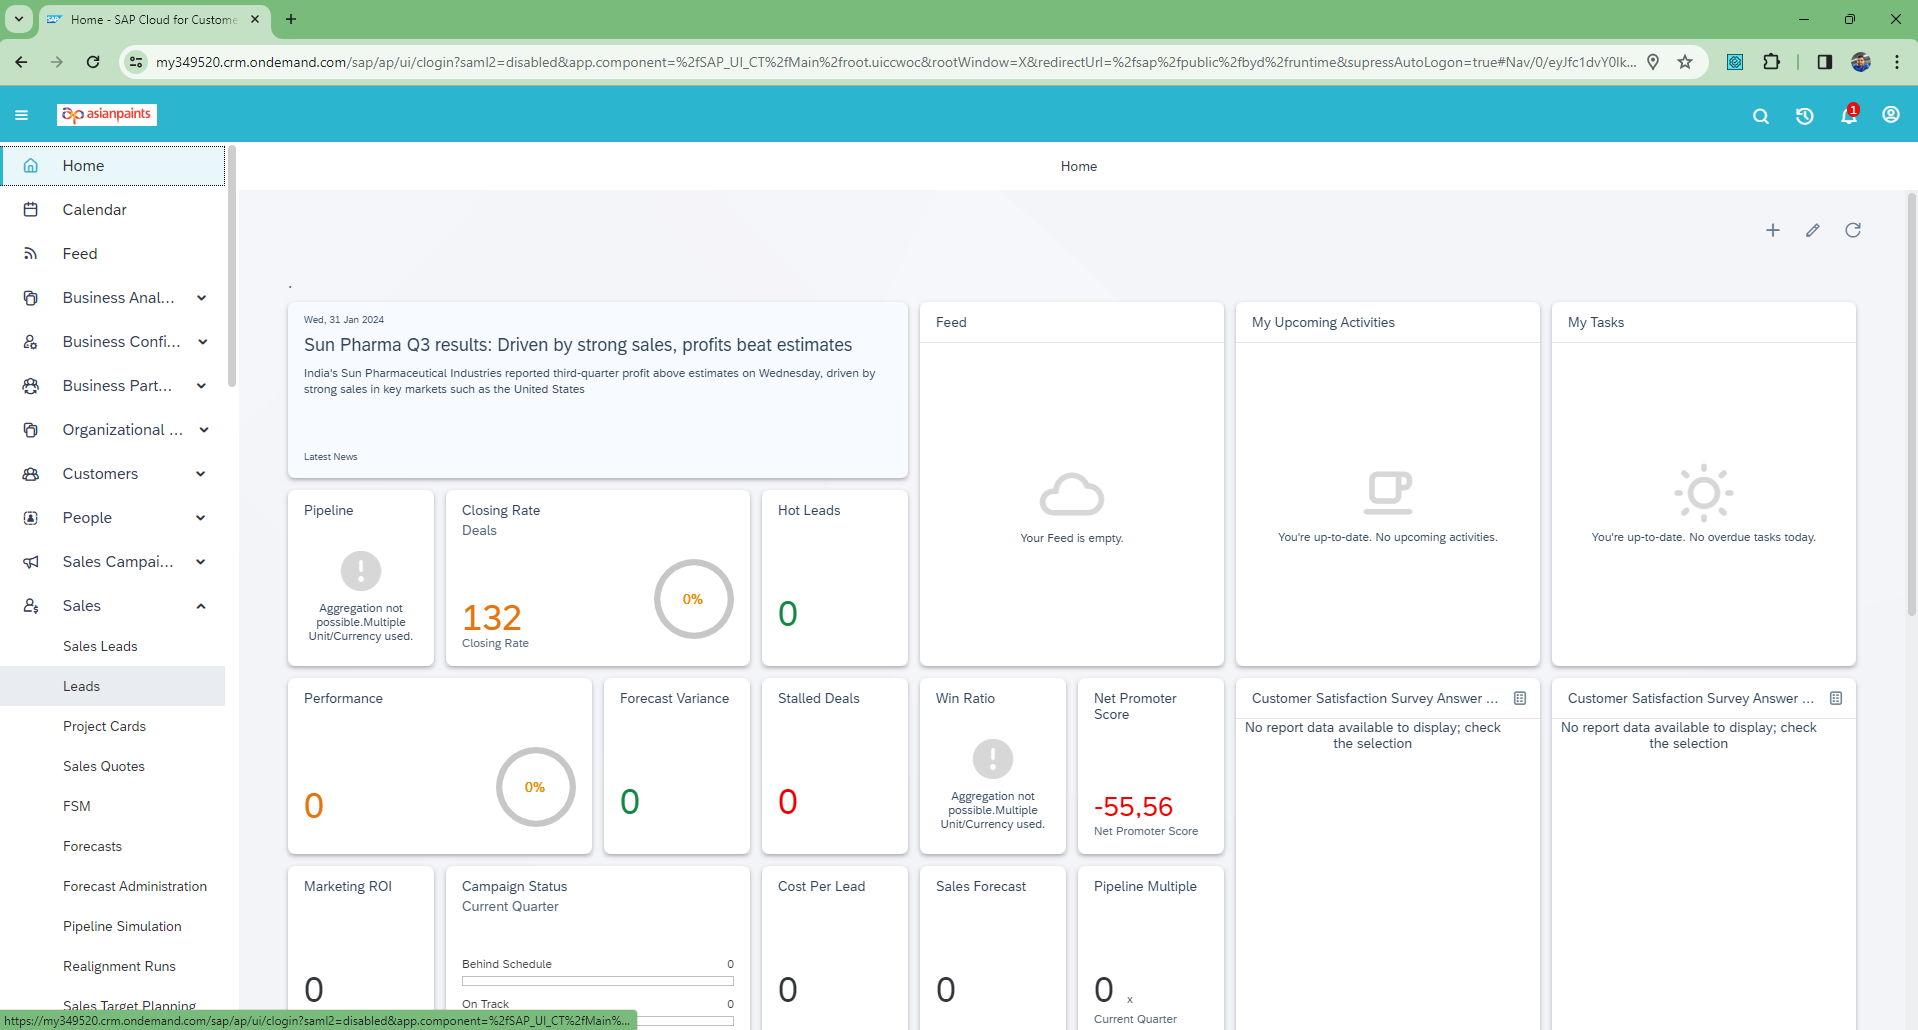 Home - SAP Cloud for Custome
my349520.crm.ondemand.com/sap/ap/ui/clogin?saml2=disabled&app.component=%2fSAP_UI_CT%2fMain%2froot.uiccwoc&rootWindow=X&redirectUrl=%2fsap%2fpublic%2fbyd%2fruntime&supressAutoLogon=true#Nav/0/eyJfc1dvY0lk...
asianpaints
1
Home
Calendar
Feed
Business Anal...
Business Confi...
Business Part...
Organizational ...
Customers
People
Sales Campai...
Sales
Sales Leads
Leads
Project Cards
Sales Quotes
FSM
Forecasts
Forecast Administration
Pipeline Simulation
Realignment Runs
Sales Target Planning
Home
.
Wed, 31 Jan 2024
Sun Pharma Q3 results: Driven by strong sales, profits beat estimates
India's Sun Pharmaceutical Industries reported third-quarter profit above estimates on Wednesday, driven by
strong sales in key markets such as the United States
Latest News
Feed
Your Feed is empty.
My Upcoming Activities
You're up-to-date. No upcoming activities.
My Tasks
You're up-to-date. No overdue tasks today.
Pipeline
Aggregation not
possible.Multiple
Unit/Currency used.
Closing Rate
Deals
132
Closing Rate
0%
Hot Leads
0
Performance
0
0%
Forecast Variance
0
Stalled Deals
0
Win Ratio
Aggregation not
possible.Multiple
Unit/Currency used.
Net Promoter
Score
-55,56
Net Promoter Score
Customer Satisfaction Survey Answer ...
No report data available to display; check
the selection
Customer Satisfaction Survey Answer ...
No report data available to display; check
the selection
Marketing ROI
0
Campaign Status
Current Quarter
Behind Schedule 0
On Track 0
Cost Per Lead
0
Sales Forecast
0
Pipeline Multiple
0 x
Current Quarter
https://my349520.crm.ondemand.com/sap/ap/ui/clogin?saml2=disabled&app.component=%2fSAP_UI_CT%2fMain%...